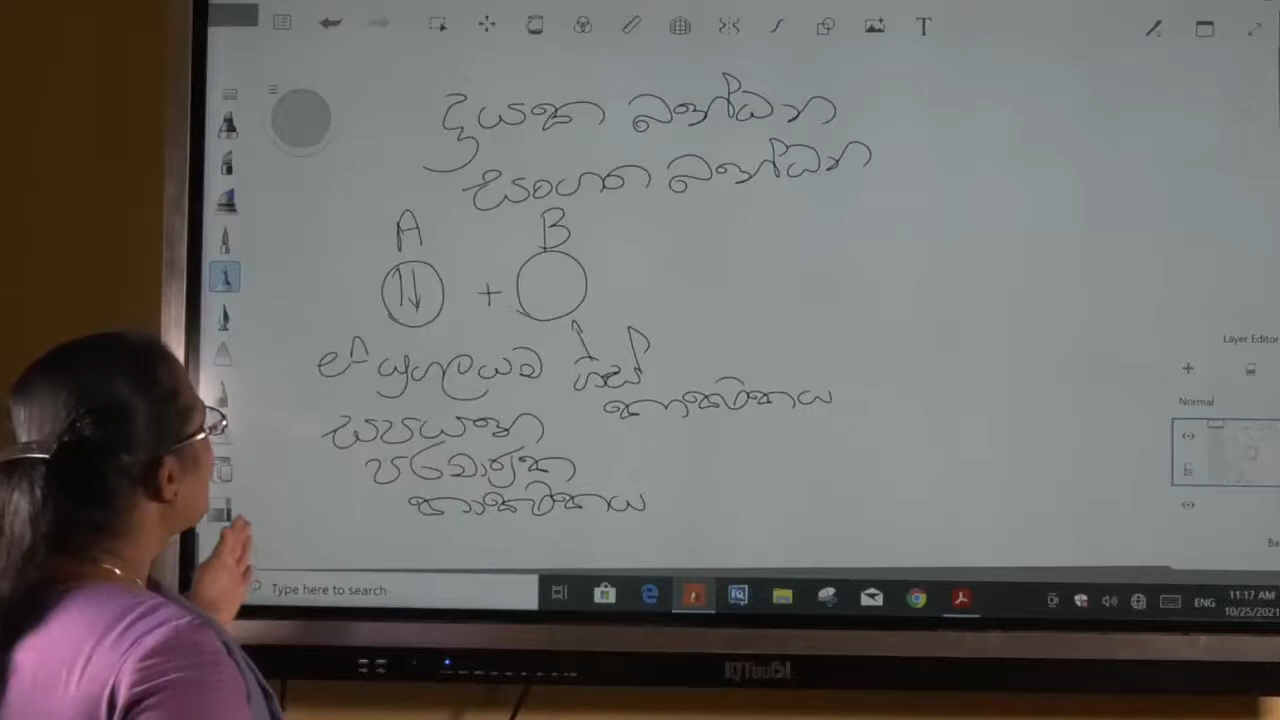 දායක බන්ධන
සංගත බන්ධන
A B
+
e^ යුගලයම හිස්
කාක්ෂිකය
සපයන
පරමාණුක
කාක්ෂිකය
Layer Editor
Normal
Type here to search
ENG
11:17 AM
10/25/2021
IQTouch